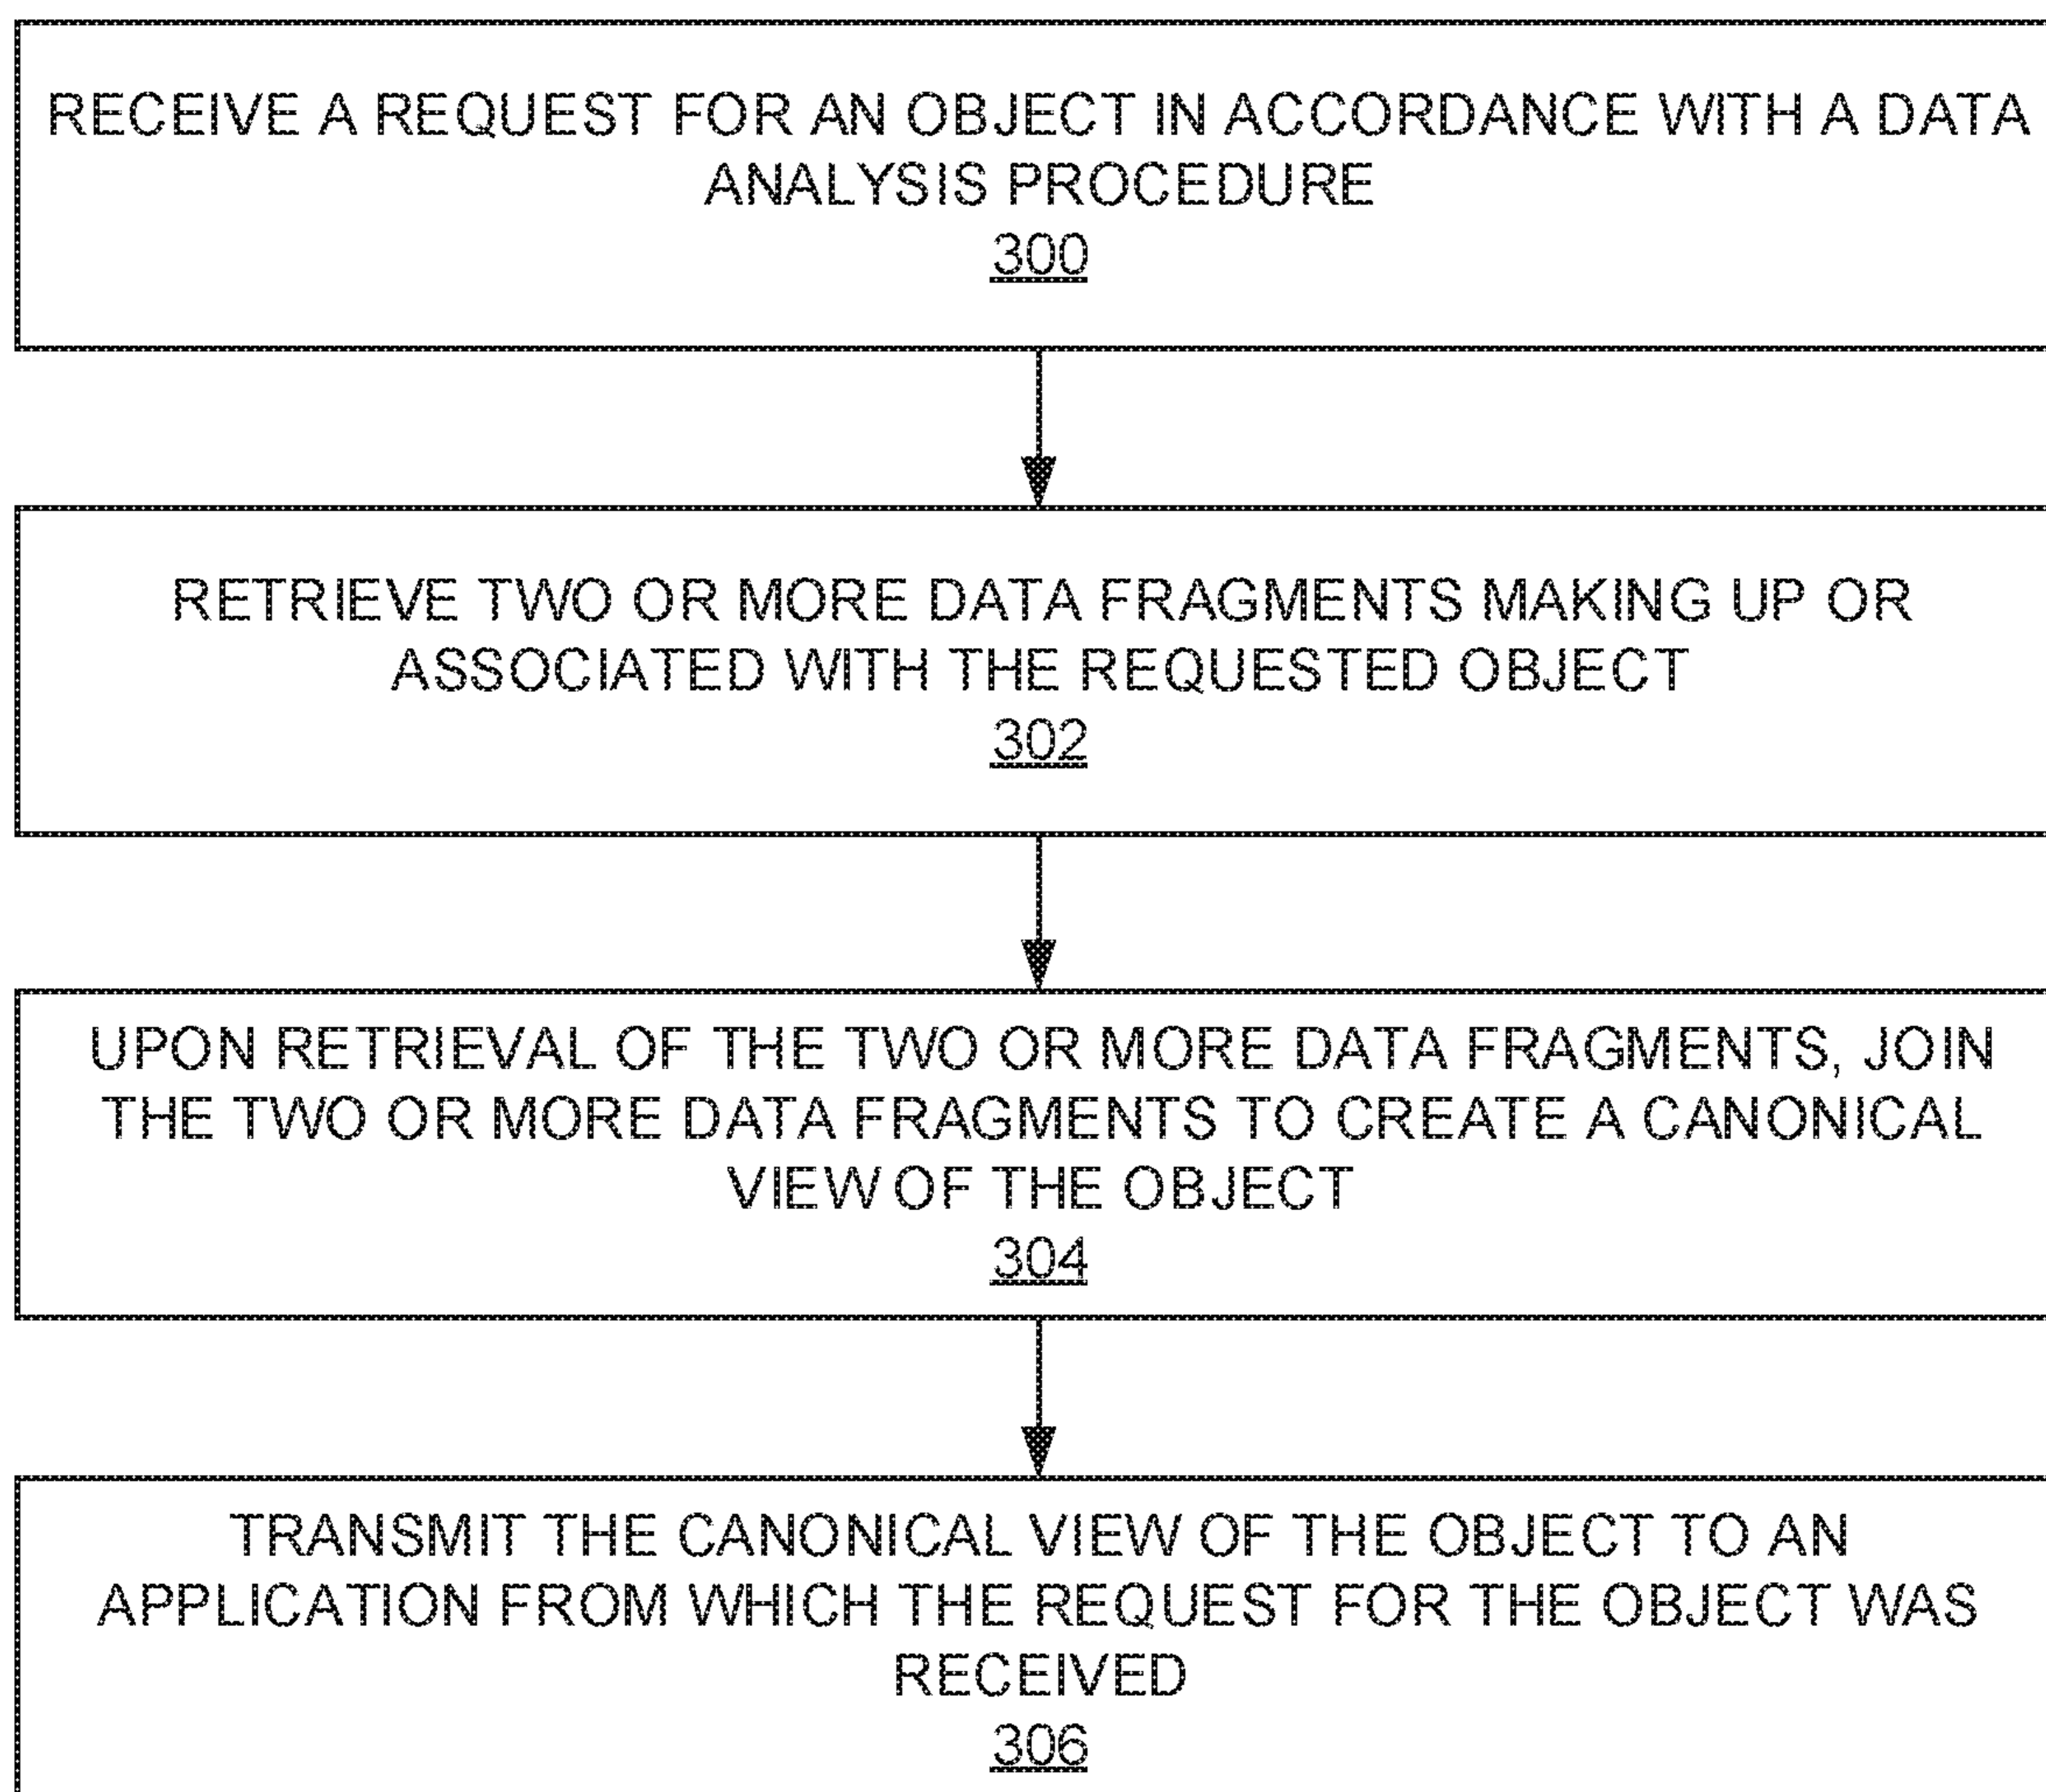 RECEIVE A REQUEST FOR AN OBJECT IN ACCORDANCE WITH A DATA
ANALYSIS PROCEDURE
300
RETRIEVE TWO OR MORE DATA FRAGMENTS MAKING UP OR
ASSOCIATED WITH THE REQUESTED OBJECT
302
UPON RETRIEVAL OF THE TWO OR MORE DATA FRAGMENTS, JOIN
THE TWO OR MORE DATA FRAGMENTS TO CREATE A CANONICAL
VIEW OF THE OBJECT
304
TRANSMIT THE CANONICAL VIEW OF THE OBJECT TO AN
APPLICATION FROM WHICH THE REQUEST FOR THE OBJECT WAS
RECEIVED
306